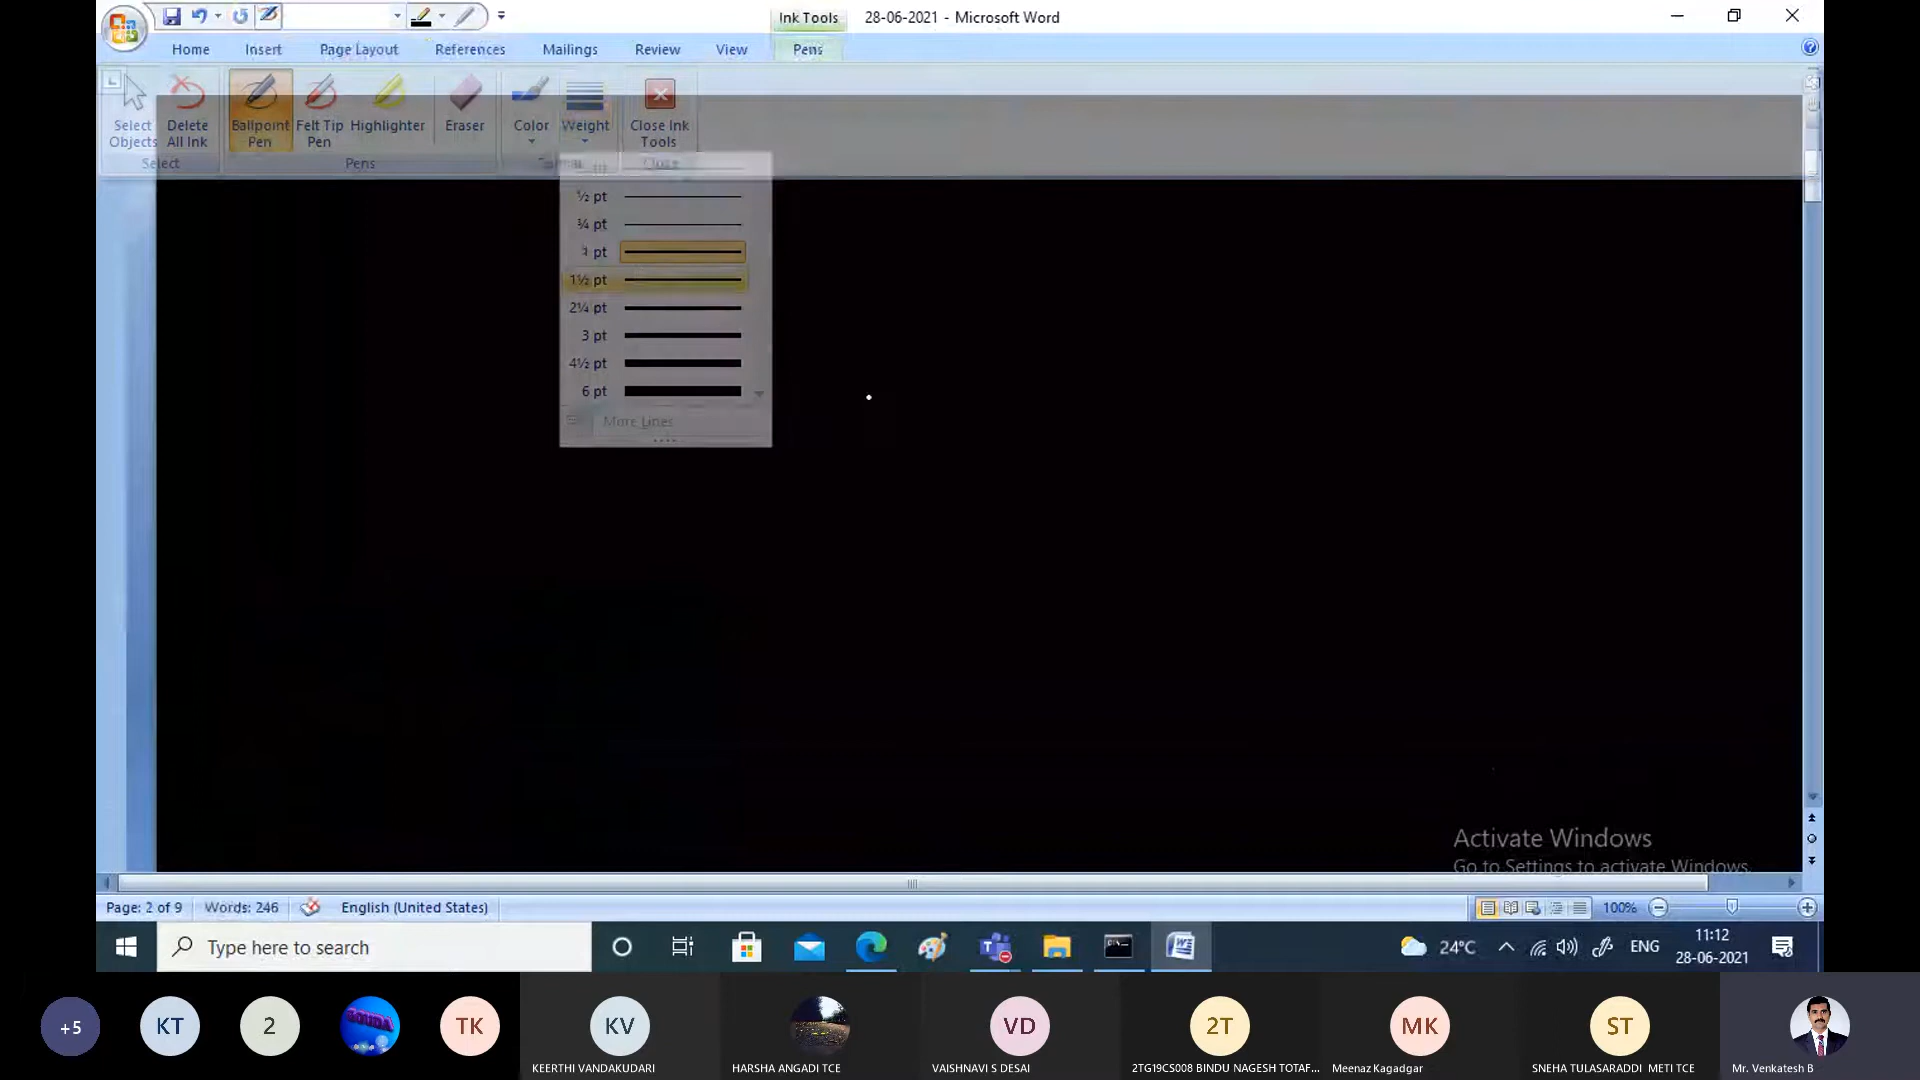 Ink Tools
28-06-2021 - Microsoft Word
Home Insert Page Layout References Mailings Review View Pens
Select Objects
Delete All Ink
Ballpoint Pen
Felt Tip Pen
Highlighter
Eraser
Color
Weight
Close Ink Tools
Select
Pens
Close
½ pt
¾ pt
1 pt
1½ pt
2¼ pt
3 pt
4½ pt
6 pt
More Lines
Activate Windows
Go to Settings to activate Windows.
Page: 2 of 9 Words: 246 English (United States) 100%
Type here to search
24°C ENG
11:12
28-06-2021
+5 KT 2 GOUDA TK KV VD 2T MK ST
KEERTHI VANDAKUDARI HARSHA ANGADI TCE VAISHNAVI S DESAI 2TG19CS008 BINDU NAGESH TOTAF... Meenaz Kagadgar SNEHA TULASARADDI METI TCE Mr. Venkatesh B